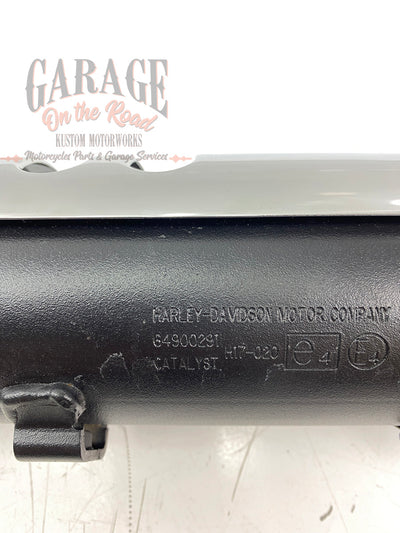 GARAGE
On the Road
KUSTOM MOTORWORKS
Motorcycles Parts & Garage Services
HARLEY-DAVIDSON MOTOR COMPANY
64900291
CATALYST H17-020 e4 E4